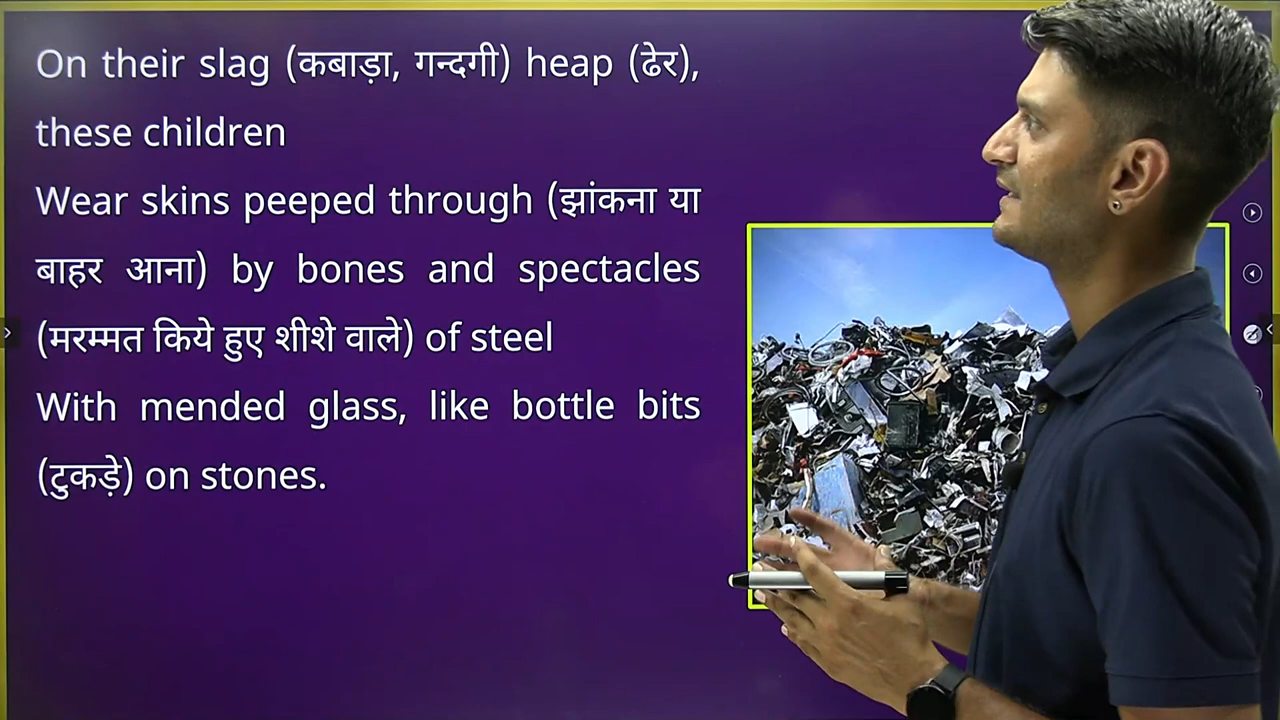 On their slag (कबाड़ा, गन्दगी) heap (ढेर),
these children
Wear skins peeped through (झांकना या
बाहर आना) by bones and spectacles
(मरम्मत किये हुए शीशे वाले) of steel
With mended glass, like bottle bits
(टुकड़े) on stones.